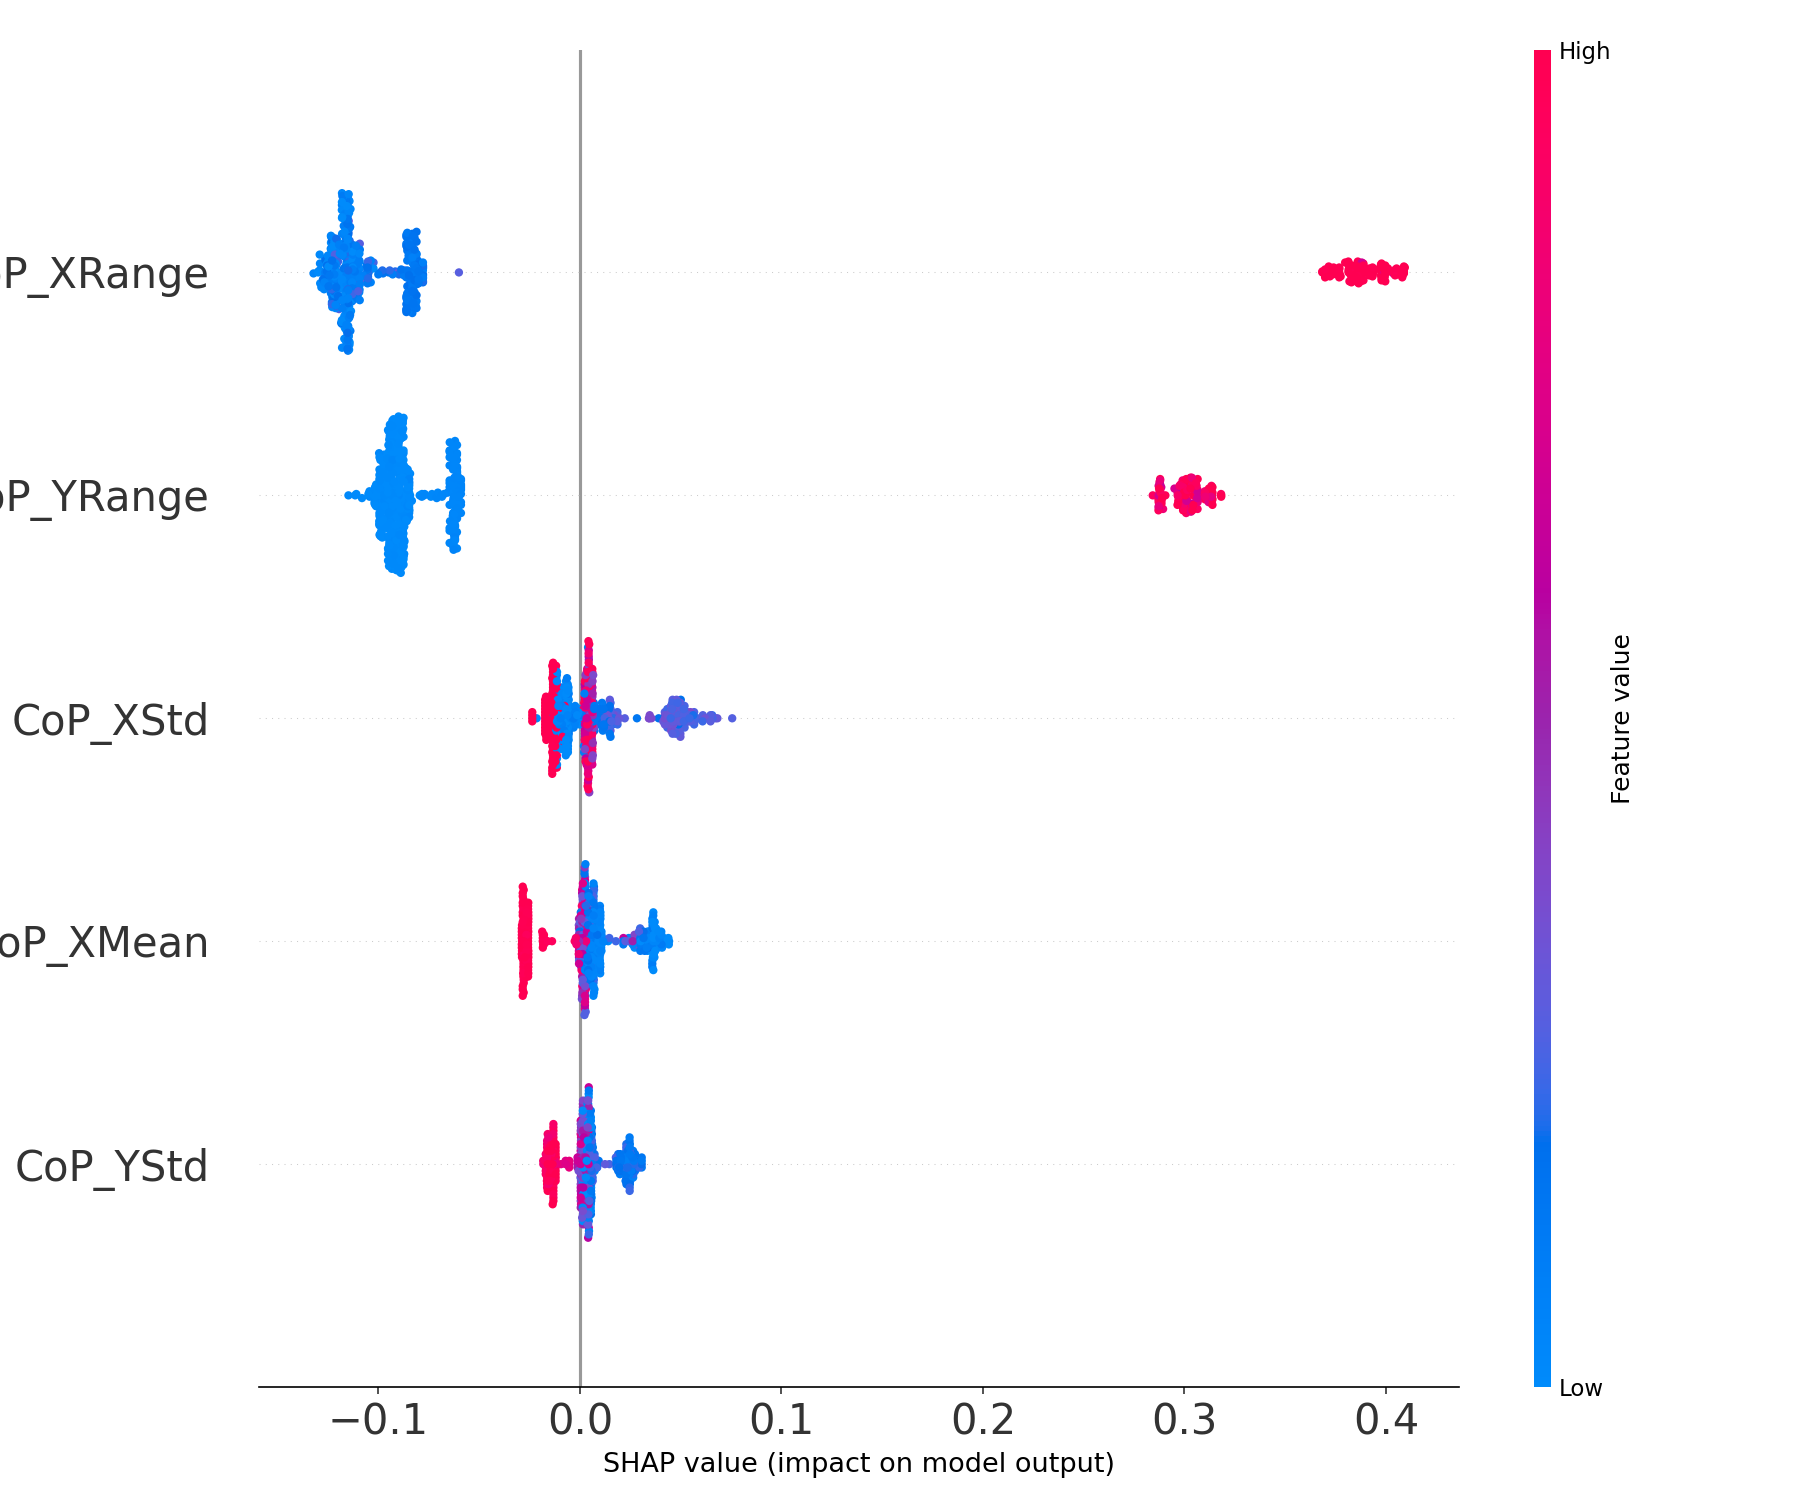 High
oP_XRange
oP_YRange
CoP_XStd
oP_XMean
CoP_YStd
Feature value
Low
−0.1 0.0 0.1 0.2 0.3 0.4
SHAP value (impact on model output)